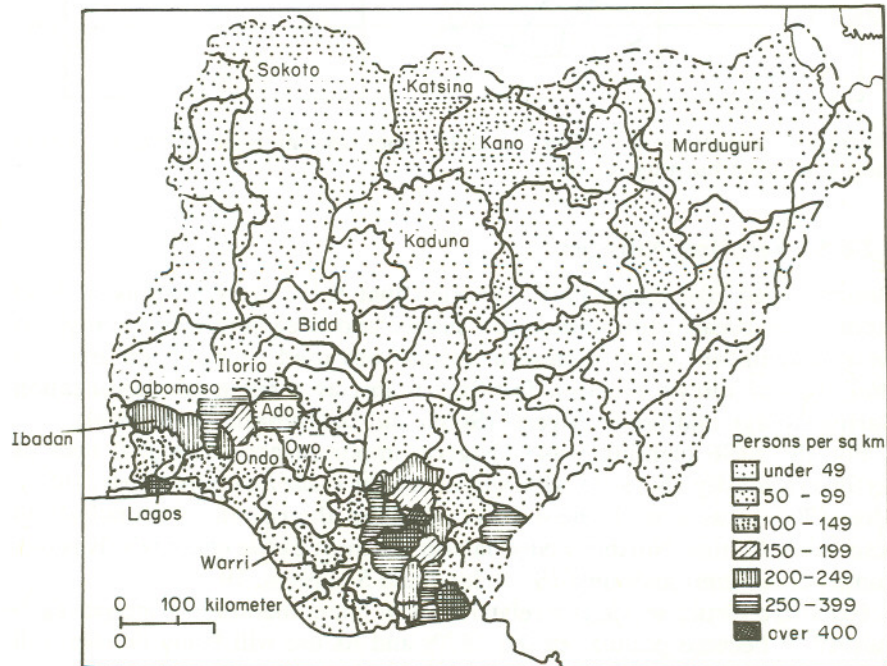 Sokoto
Katsina
Kano
Marduguri
Kaduna
Bidd
Ilorio
Ogbomoso
Ado
Ibadan
Owo
Ondo
Lagos
Warri
0 100 kilometer
0
Persons per sq km
under 49
50 - 99
100 - 149
150 - 199
200 - 249
250 - 399
over 400